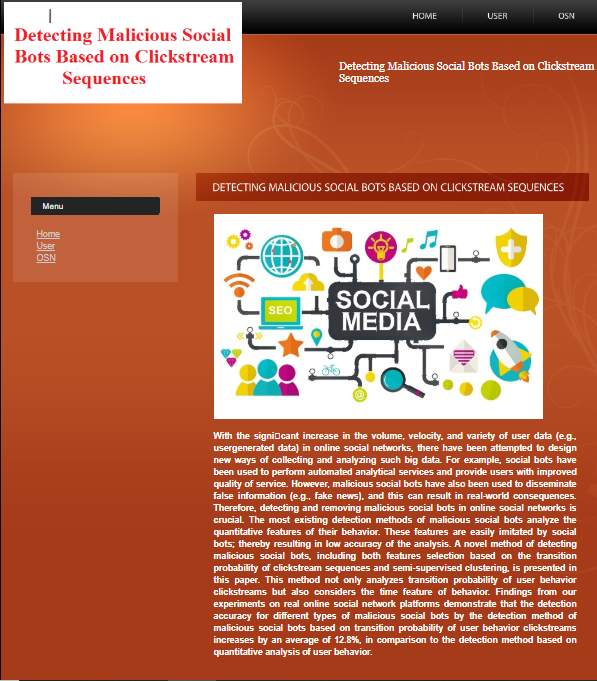 HOME USER OSN
Detecting Malicious Social
Bots Based on Clickstream
Sequences
Detecting Malicious Social Bots Based on Clickstream
Sequences
Menu
Home
User
OSN
DETECTING MALICIOUS SOCIAL BOTS BASED ON CLICKSTREAM SEQUENCES
SOCIAL
MEDIA
SEO
With the signi□cant increase in the volume, velocity, and variety of user data (e.g.,
usergenerated data) in online social networks, there have been attempted to design
new ways of collecting and analyzing such big data. For example, social bots have
been used to perform automated analytical services and provide users with improved
quality of service. However, malicious social bots have also been used to disseminate
false information (e.g., fake news), and this can result in real-world consequences.
Therefore, detecting and removing malicious social bots in online social networks is
crucial. The most existing detection methods of malicious social bots analyze the
quantitative features of their behavior. These features are easily imitated by social
bots; thereby resulting in low accuracy of the analysis. A novel method of detecting
malicious social bots, including both features selection based on the transition
probability of clickstream sequences and semi-supervised clustering, is presented in
this paper. This method not only analyzes transition probability of user behavior
clickstreams but also considers the time feature of behavior. Findings from our
experiments on real online social network platforms demonstrate that the detection
accuracy for different types of malicious social bots by the detection method of
malicious social bots based on transition probability of user behavior clickstreams
increases by an average of 12.8%, in comparison to the detection method based on
quantitative analysis of user behavior.